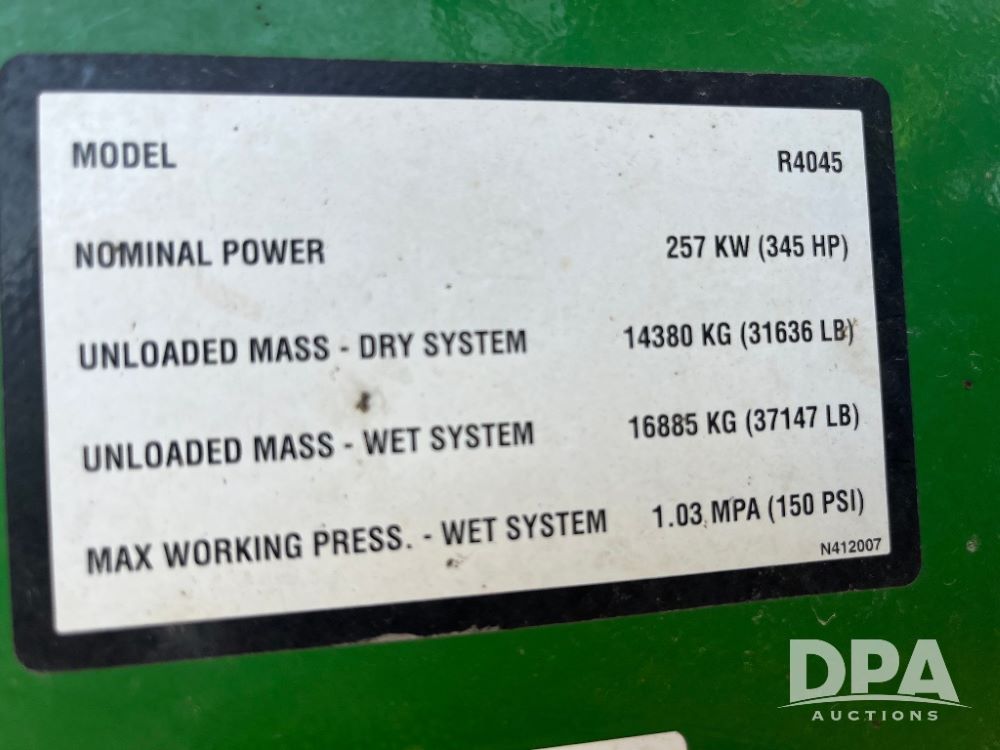 MODEL R4045
NOMINAL POWER 257 KW (345 HP)
UNLOADED MASS - DRY SYSTEM 14380 KG (31636 LB)
UNLOADED MASS - WET SYSTEM 16885 KG (37147 LB)
MAX WORKING PRESS. - WET SYSTEM 1.03 MPA (150 PSI)
N412007
DPA
AUCTIONS